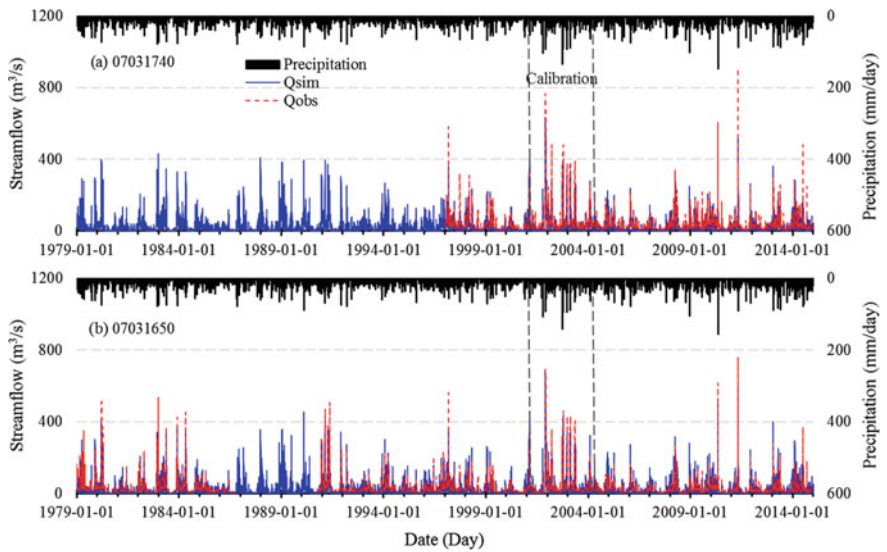 1200 0
(a) 07031740
Precipitation
Qsim
Qobs
Calibration
800 200
400 400
0 600
Streamflow (m³/s)
Precipitation (mm/day)
1979-01-01 1984-01-01 1989-01-01 1994-01-01 1999-01-01 2004-01-01 2009-01-01 2014-01-01
1200 0
(b) 07031650
800 200
400 400
0 600
Streamflow (m³/s)
Precipitation (mm/day)
1979-01-01 1984-01-01 1989-01-01 1994-01-01 1999-01-01 2004-01-01 2009-01-01 2014-01-01
Date (Day)